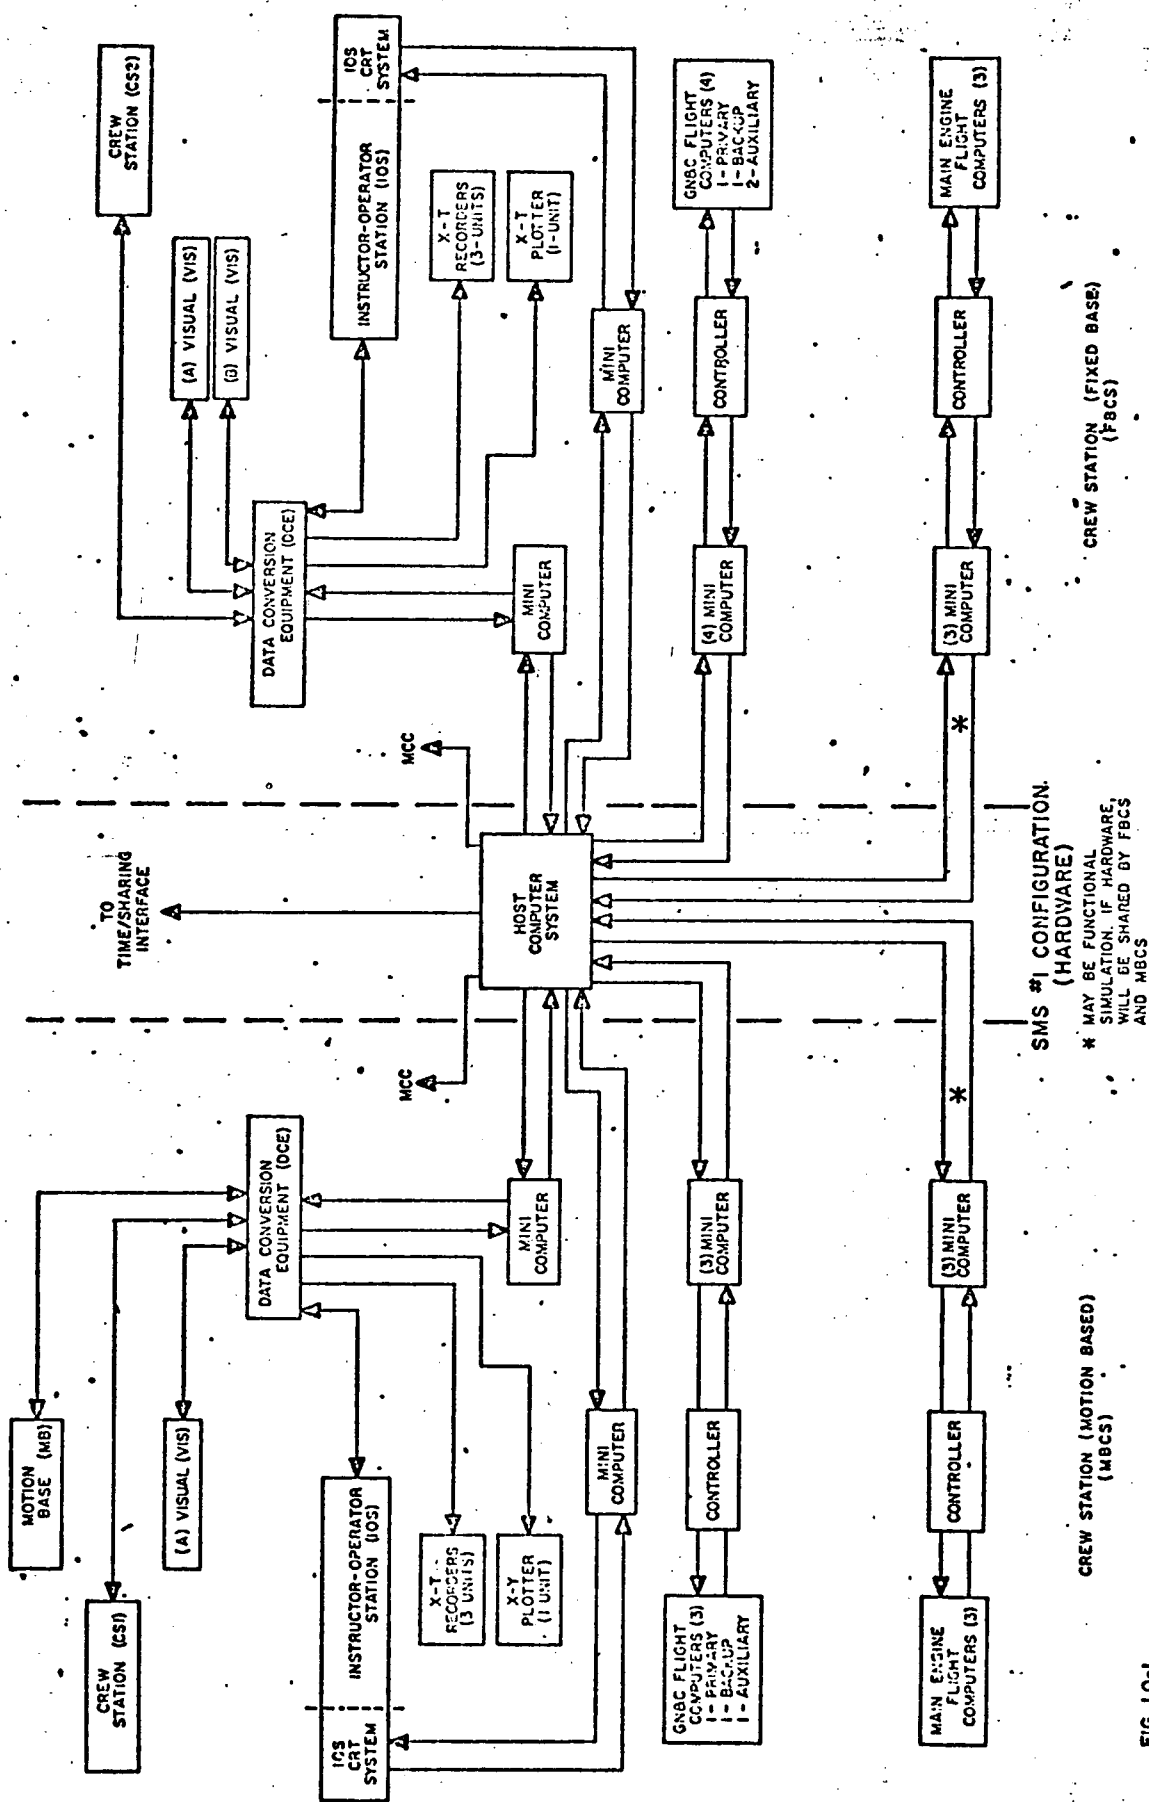 MOTION
BASE (MB)
CREW
STATION (CS1)
(A) VISUAL (VIS)
DATA CONVERSION
EQUIPMENT (DCE)
IOS
CRT
SYSTEM
INSTRUCTOR-OPERATOR
STATION (IOS)
X-T
RECORDERS
(3 UNITS)
X-Y
PLOTTER
(1 UNIT)
MINI
COMPUTER
MINI
COMPUTER
GN&C FLIGHT
COMPUTERS (3)
1-PRIMARY
1-BACKUP
1-AUXILIARY
CONTROLLER
(3) MINI
COMPUTER
MAIN ENGINE
FLIGHT
COMPUTERS (3)
CONTROLLER
(3) MINI
COMPUTER
*
CREW STATION (MOTION BASED)
(MBCS)
MCC
TO
TIME/SHARING
INTERFACE
HOST
COMPUTER
SYSTEM
MCC
CREW
STATION (CS2)
(A) VISUAL (VIS)
(B) VISUAL (VIS)
DATA CONVERSION
EQUIPMENT (DCE)
INSTRUCTOR-OPERATOR
STATION (IOS)
IOS
CRT
SYSTEM
X-T
RECORDERS
(3-UNITS)
X-T
PLOTTER
(1-UNIT)
MINI
COMPUTER
MINI
COMPUTER
(4) MINI
COMPUTER
CONTROLLER
GN&C FLIGHT
COMPUTERS (4)
1-PRIMARY
1-BACKUP
2-AUXILIARY
*
(3) MINI
COMPUTER
CONTROLLER
MAIN ENGINE
FLIGHT
COMPUTERS (3)
CREW STATION (FIXED BASE)
(FBCS)
SMS #1 CONFIGURATION.
(HARDWARE)
* MAY BE FUNCTIONAL
SIMULATION. IF HARDWARE,
WILL BE SHARED BY FBCS
AND MBCS
FIG 1.0-1